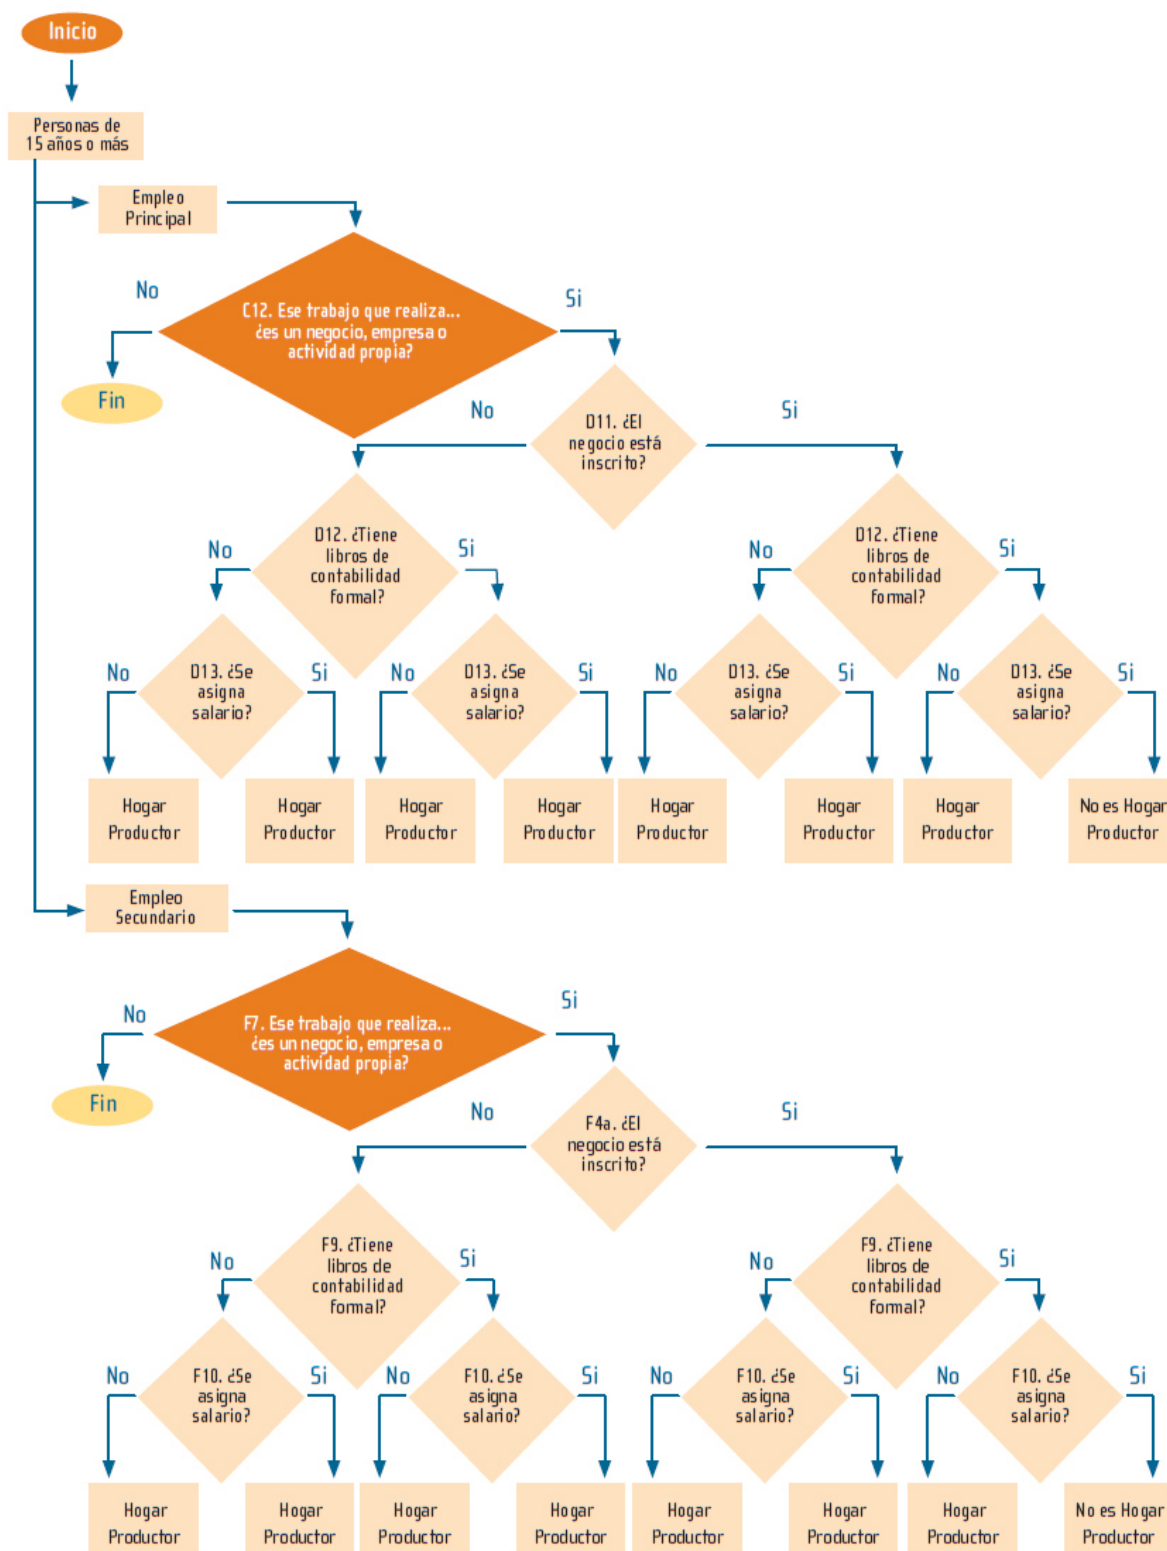 Inicio
Personas de
15 años o más
Empleo
Principal
No
Si
C12. Ese trabajo que realiza...
¿es un negocio, empresa o
actividad propia?
Fin
No
Si
D11. ¿El
negocio está
inscrito?
No
Si
D12. ¿Tiene
libros de
contabilidad
formal?
No
Si
D12. ¿Tiene
libros de
contabilidad
formal?
No
Si
D13. ¿Se
asigna
salario?
No
Si
D13. ¿Se
asigna
salario?
No
Si
D13. ¿Se
asigna
salario?
No
Si
D13. ¿Se
asigna
salario?
Hogar
Productor
Hogar
Productor
Hogar
Productor
Hogar
Productor
Hogar
Productor
Hogar
Productor
Hogar
Productor
No es Hogar
Productor
Empleo
Secundario
No
Si
F7. Ese trabajo que realiza...
¿es un negocio, empresa o
actividad propia?
Fin
No
Si
F4a. ¿El
negocio está
inscrito?
No
Si
F9. ¿Tiene
libros de
contabilidad
formal?
No
Si
F9. ¿Tiene
libros de
contabilidad
formal?
No
Si
F10. ¿Se
asigna
salario?
No
Si
F10. ¿Se
asigna
salario?
No
Si
F10. ¿Se
asigna
salario?
No
Si
F10. ¿Se
asigna
salario?
Hogar
Productor
Hogar
Productor
Hogar
Productor
Hogar
Productor
Hogar
Productor
Hogar
Productor
Hogar
Productor
No es Hogar
Productor